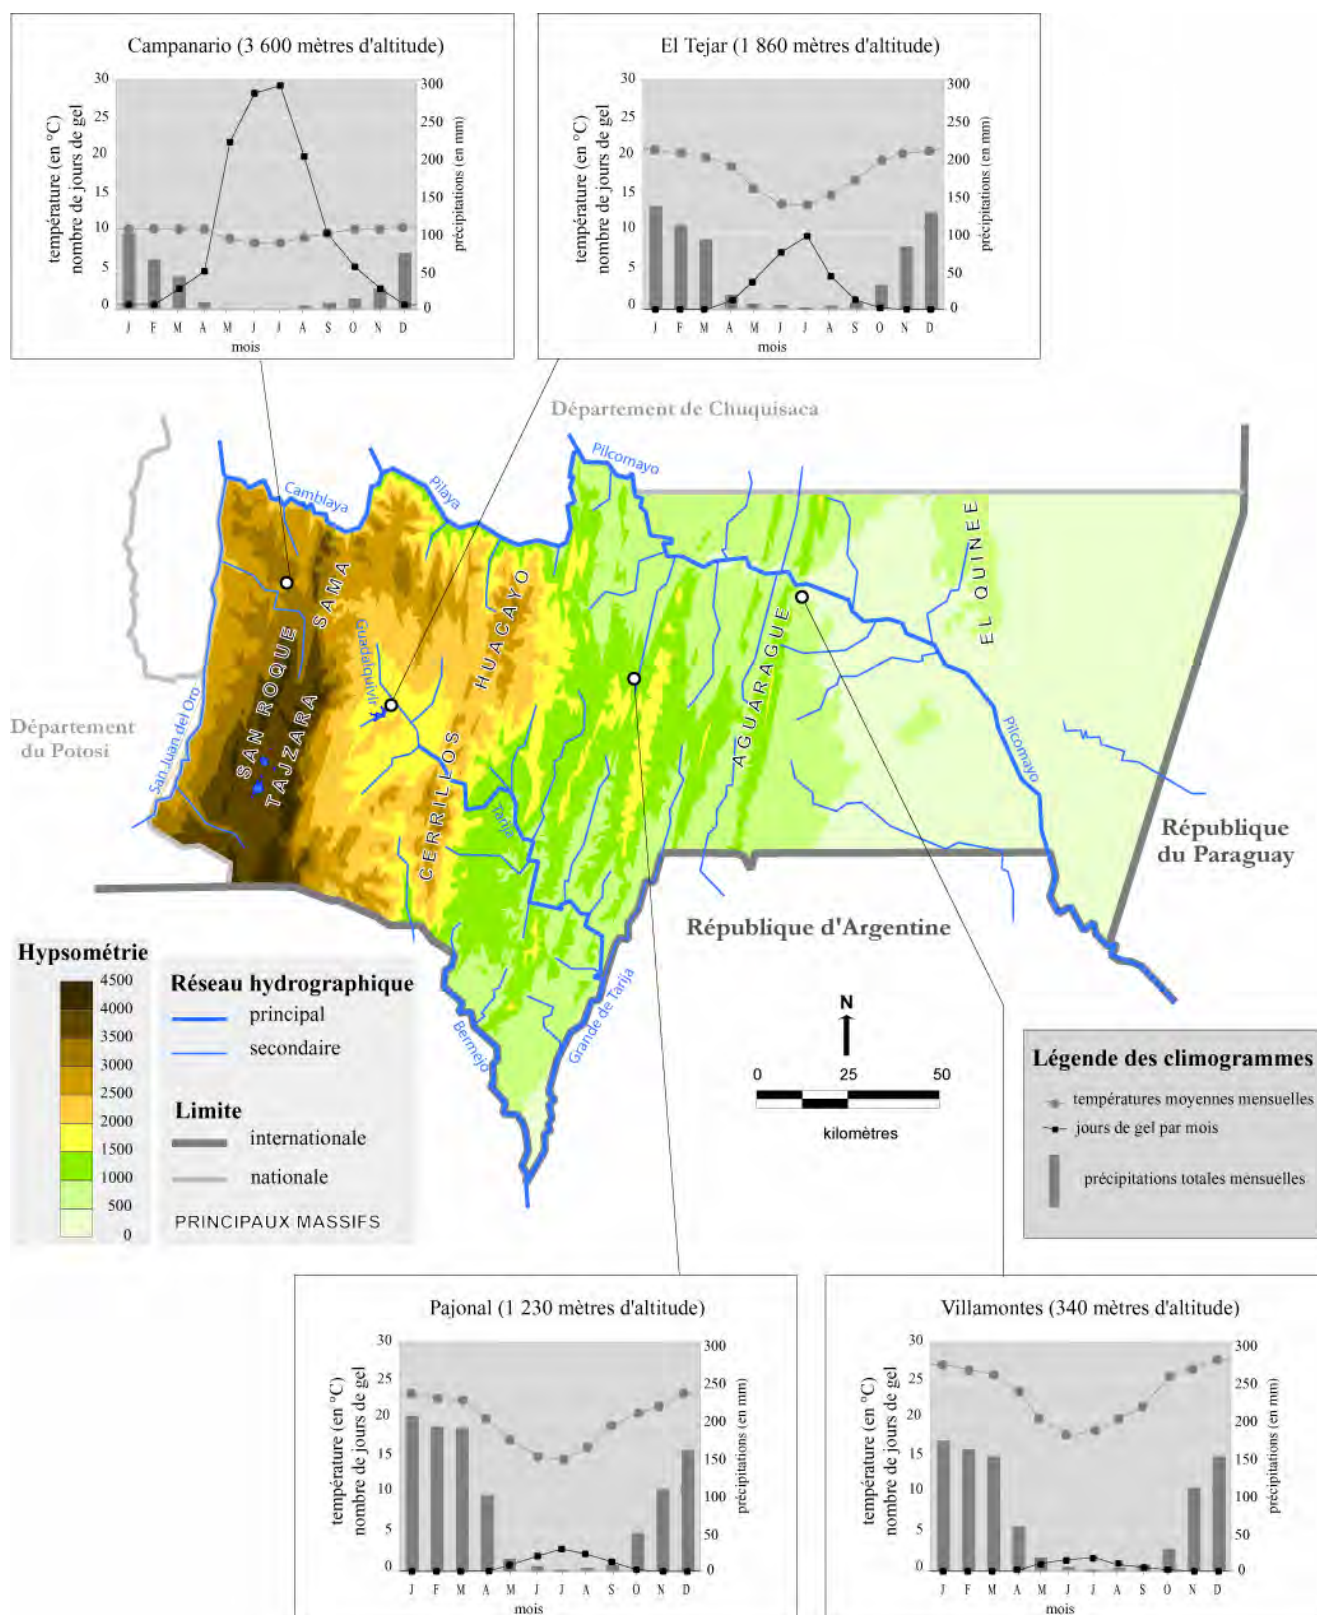 Campanario (3 600 mètres d'altitude)
température (en °C)
nombre de jours de gel
30
25
20
15
10
5
0
300
250
200
150
100
50
0
précipitations (en mm)
J F M A M J J A S O N D
mois
El Tejar (1 860 mètres d'altitude)
température (en °C)
nombre de jours de gel
30
25
20
15
10
5
0
300
250
200
150
100
50
0
précipitations (en mm)
J F M A M J J A S O N D
mois
Département de Chuquisaca
Pilcomayo
Camblaya
Pilaya
SAMA
SAN ROQUE
TAJZARA
Guadalquivir
HUACAYO
CERRILLOS
Tarija
AGUARAGUE
EL QUINEE
Pilcomayo
San Juan del Oro
Département
du Potosi
Bermejo
Grande de Tarija
République d'Argentine
République
du Paraguay
Hypsométrie
4500
4000
3500
3000
2500
2000
1500
1000
500
0
Réseau hydrographique
principal
secondaire
Limite
internationale
nationale
PRINCIPAUX MASSIFS
N
0 25 50
kilomètres
Légende des climogrammes
températures moyennes mensuelles
jours de gel par mois
précipitations totales mensuelles
Pajonal (1 230 mètres d'altitude)
température (en °C)
nombre de jours de gel
30
25
20
15
10
5
0
300
250
200
150
100
50
0
précipitations (en mm)
J F M A M J J A S O N D
mois
Villamontes (340 mètres d'altitude)
température (en °C)
nombre de jours de gel
30
25
20
15
10
5
0
300
250
200
150
100
50
0
précipitations (en mm)
J F M A M J J A S O N D
mois